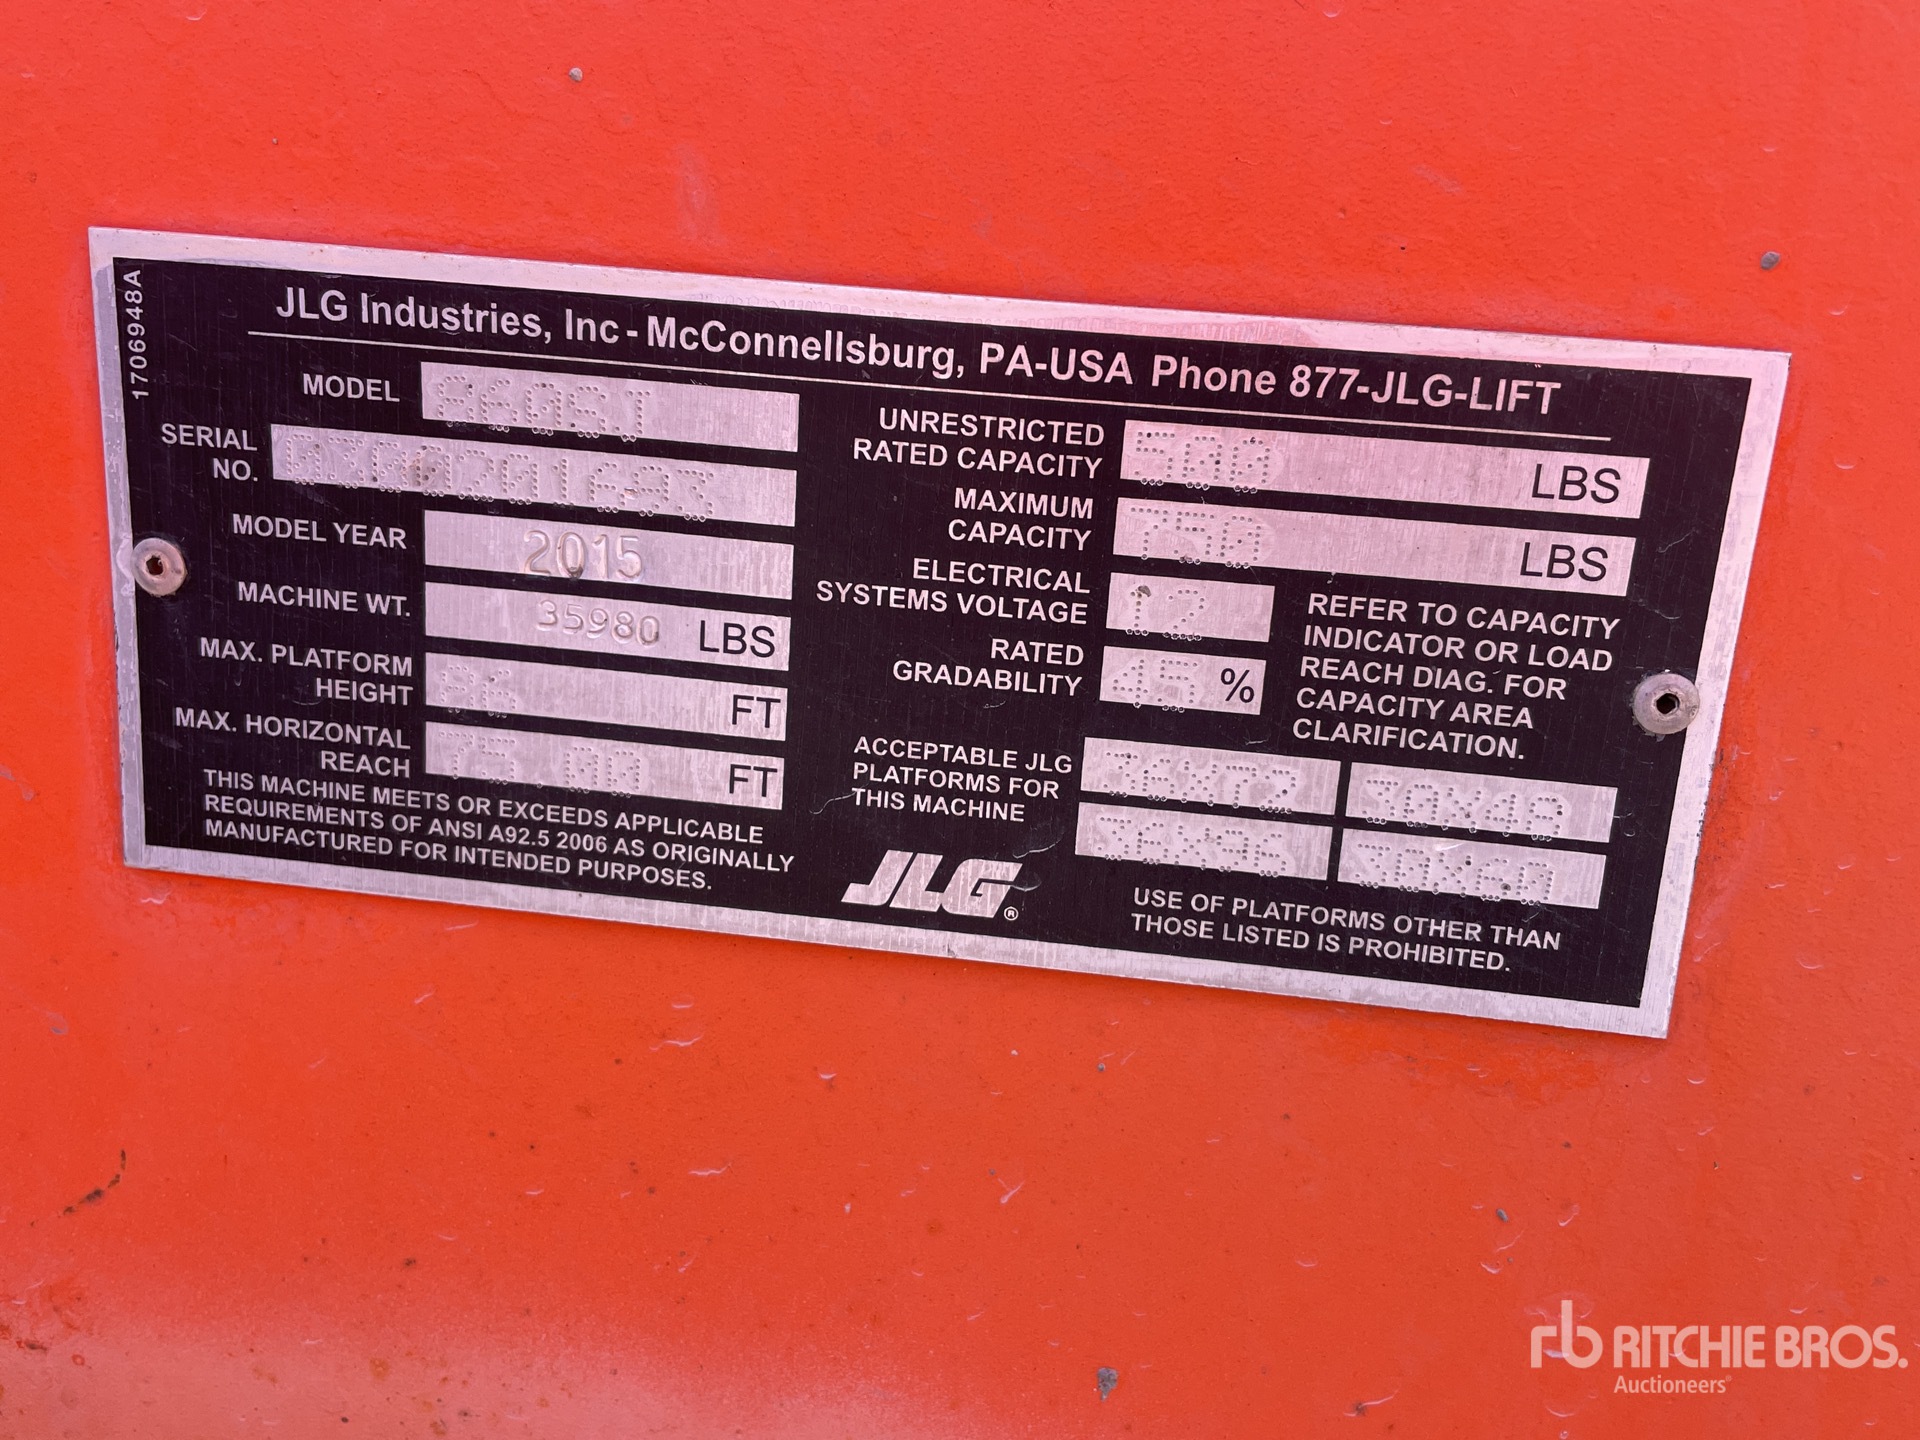 1706948A
JLG Industries, Inc - McConnellsburg, PA-USA Phone 877-JLG-LIFT
MODEL 860SJ
SERIAL NO. 0300201693
MODEL YEAR 2015
MACHINE WT. 35980 LBS
MAX. PLATFORM HEIGHT 86 FT
MAX. HORIZONTAL REACH 75.00 FT
THIS MACHINE MEETS OR EXCEEDS APPLICABLE
REQUIREMENTS OF ANSI A92.5 2006 AS ORIGINALLY
MANUFACTURED FOR INTENDED PURPOSES.
UNRESTRICTED
RATED CAPACITY 500 LBS
MAXIMUM
CAPACITY 750 LBS
ELECTRICAL
SYSTEMS VOLTAGE 12
RATED
GRADABILITY 45 %
REFER TO CAPACITY
INDICATOR OR LOAD
REACH DIAG. FOR
CAPACITY AREA
CLARIFICATION.
ACCEPTABLE JLG
PLATFORMS FOR
THIS MACHINE
36X72 30X48
36X96 30X60
JLG®
USE OF PLATFORMS OTHER THAN
THOSE LISTED IS PROHIBITED.
rb RITCHIE BROS.
Auctioneers